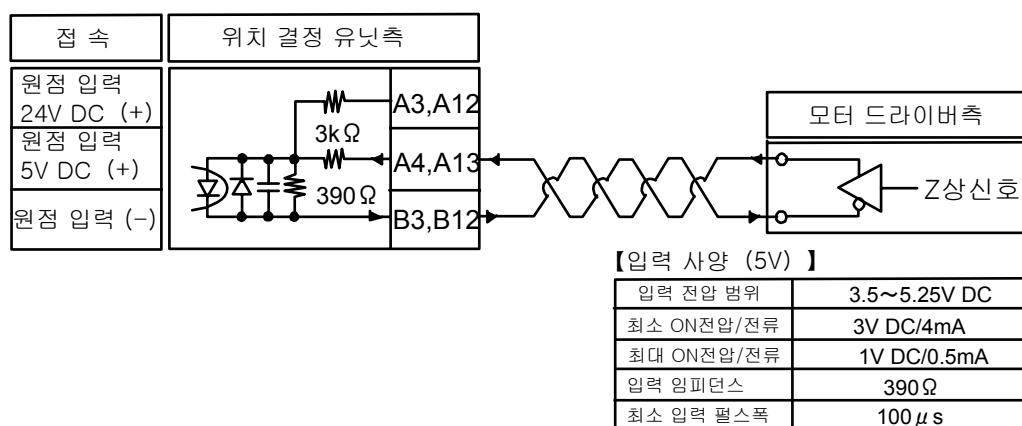 접 속
위치 결정 유닛측
원점 입력
24V DC (+)
원점 입력
5V DC (+)
원점 입력 (-)
A3,A12
3kΩ
A4,A13
390Ω
B3,B12
모터 드라이버측
Z상신호
【입력 사양 (5V) 】
입력 전압 범위 3.5~5.25V DC
최소 ON전압/전류 3V DC/4mA
최대 ON전압/전류 1V DC/0.5mA
입력 임피던스 390Ω
최소 입력 펄스폭 100μs